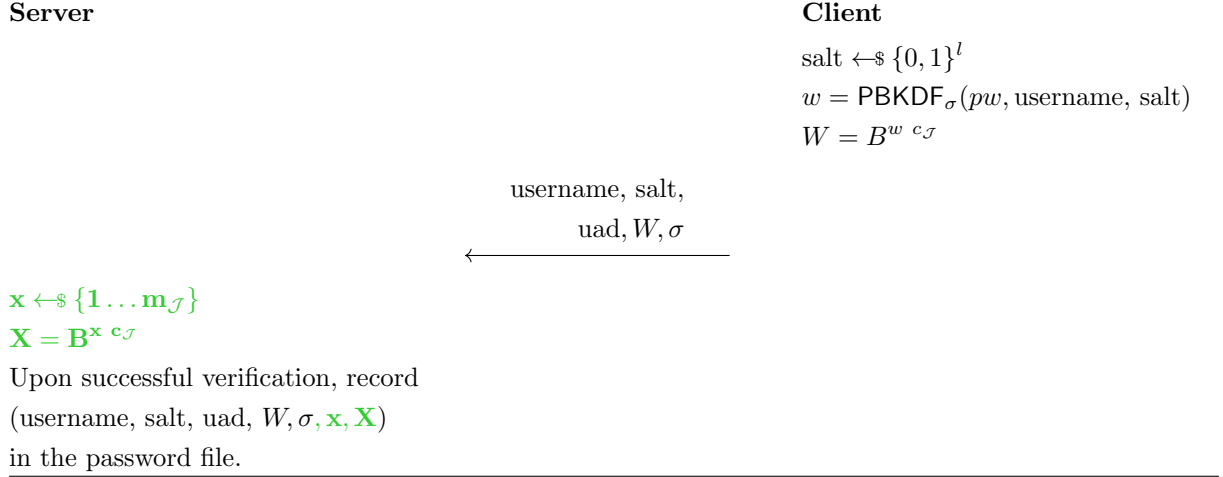 Server Client
salt ←$ {0, 1}^l
w = PBKDF_σ(pw, username, salt)
W = B^{w c_𝒥}
username, salt,
uad, W, σ
x ←$ {1 … m_𝒥}
X = B^{x c_𝒥}
Upon successful verification, record
(username, salt, uad, W, σ, x, X)
in the password file.